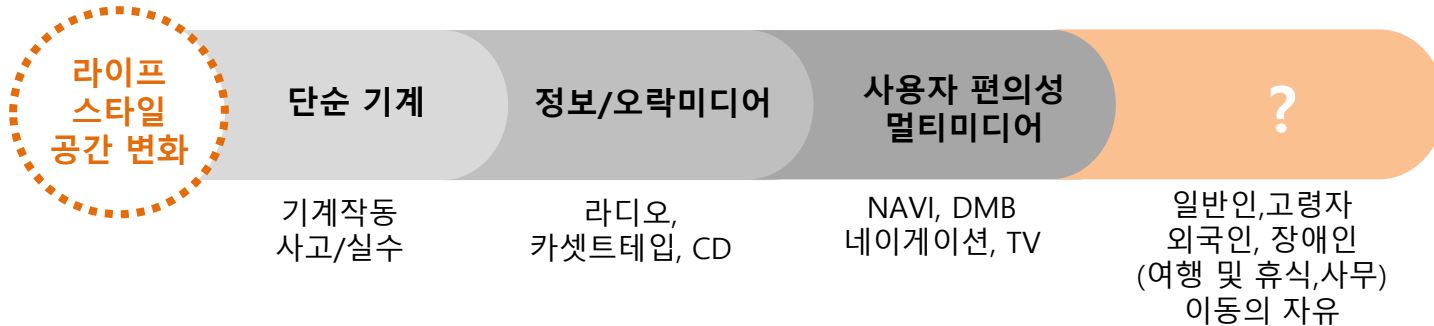 라이프
스타일
공간 변화
단순 기계
정보/오락미디어
사용자 편의성
멀티미디어
?
기계작동
사고/실수
라디오,
카셋트테입, CD
NAVI, DMB
네이게이션, TV
일반인,고령자
외국인, 장애인
(여행 및 휴식,사무)
이동의 자유